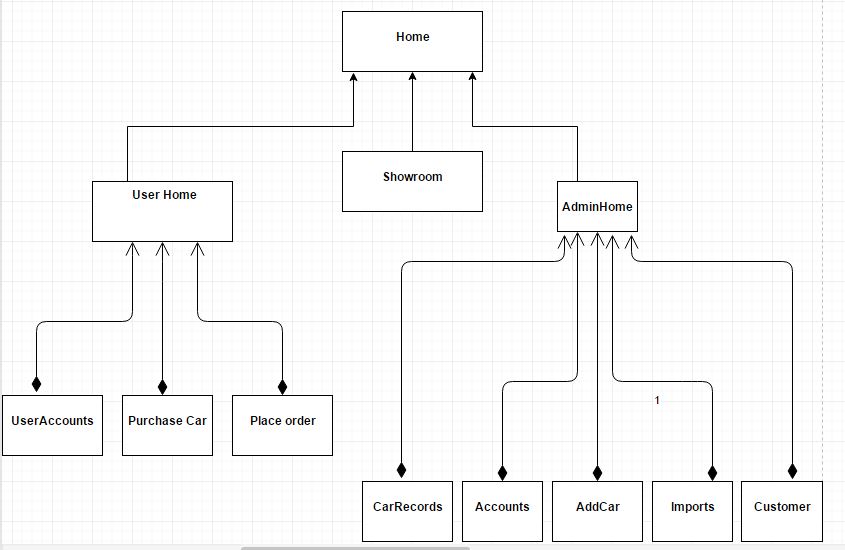 Home
Showroom
User Home
AdminHome
UserAccounts
Purchase Car
Place order
1
CarRecords
Accounts
AddCar
Imports
Customer